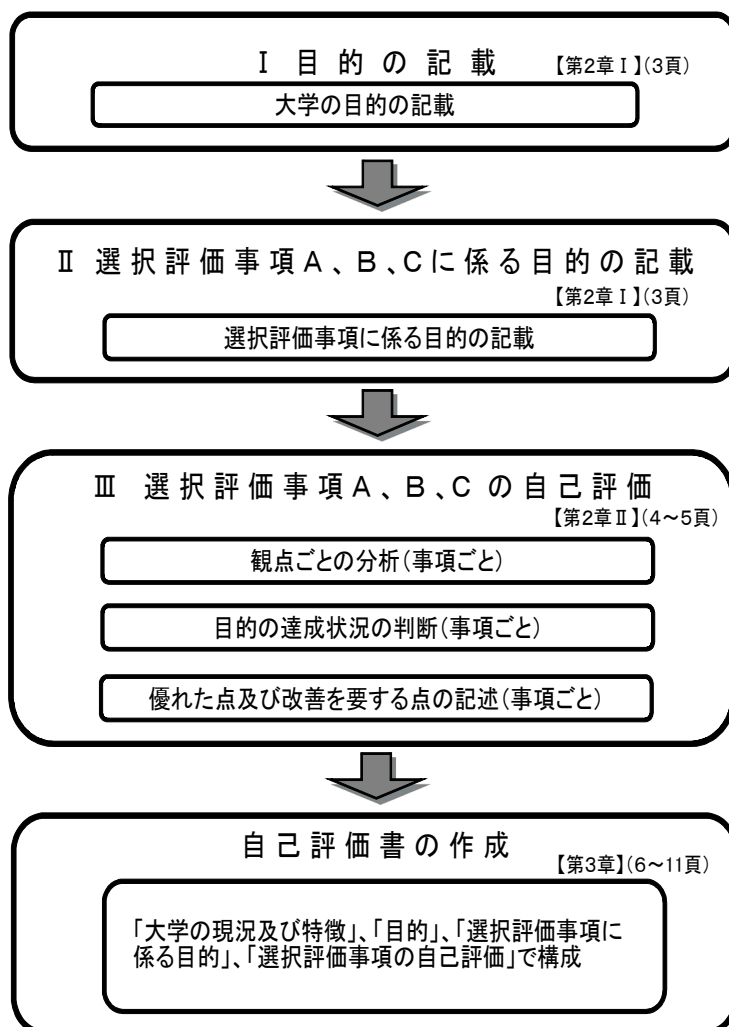 Ⅰ 目的の記載 【第2章Ⅰ】(3頁)
大学の目的の記載
Ⅱ 選択評価事項A、B、Cに係る目的の記載
【第2章Ⅰ】(3頁)
選択評価事項に係る目的の記載
Ⅲ 選択評価事項A、B、Cの自己評価
【第2章Ⅱ】(4~5頁)
観点ごとの分析(事項ごと)
目的の達成状況の判断(事項ごと)
優れた点及び改善を要する点の記述(事項ごと)
自己評価書の作成 【第3章】(6~11頁)
「大学の現況及び特徴」、「目的」、「選択評価事項に
係る目的」、「選択評価事項の自己評価」で構成